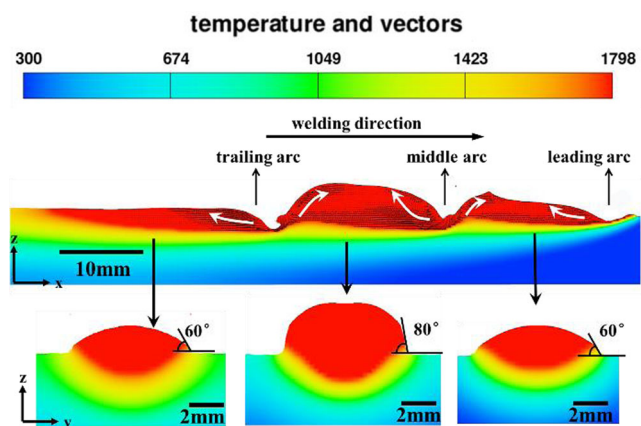 temperature and vectors
300 674 1049 1423 1798
welding direction
trailing arc middle arc leading arc
z
10mm
x
60° 80° 60°
z
2mm 2mm 2mm
y